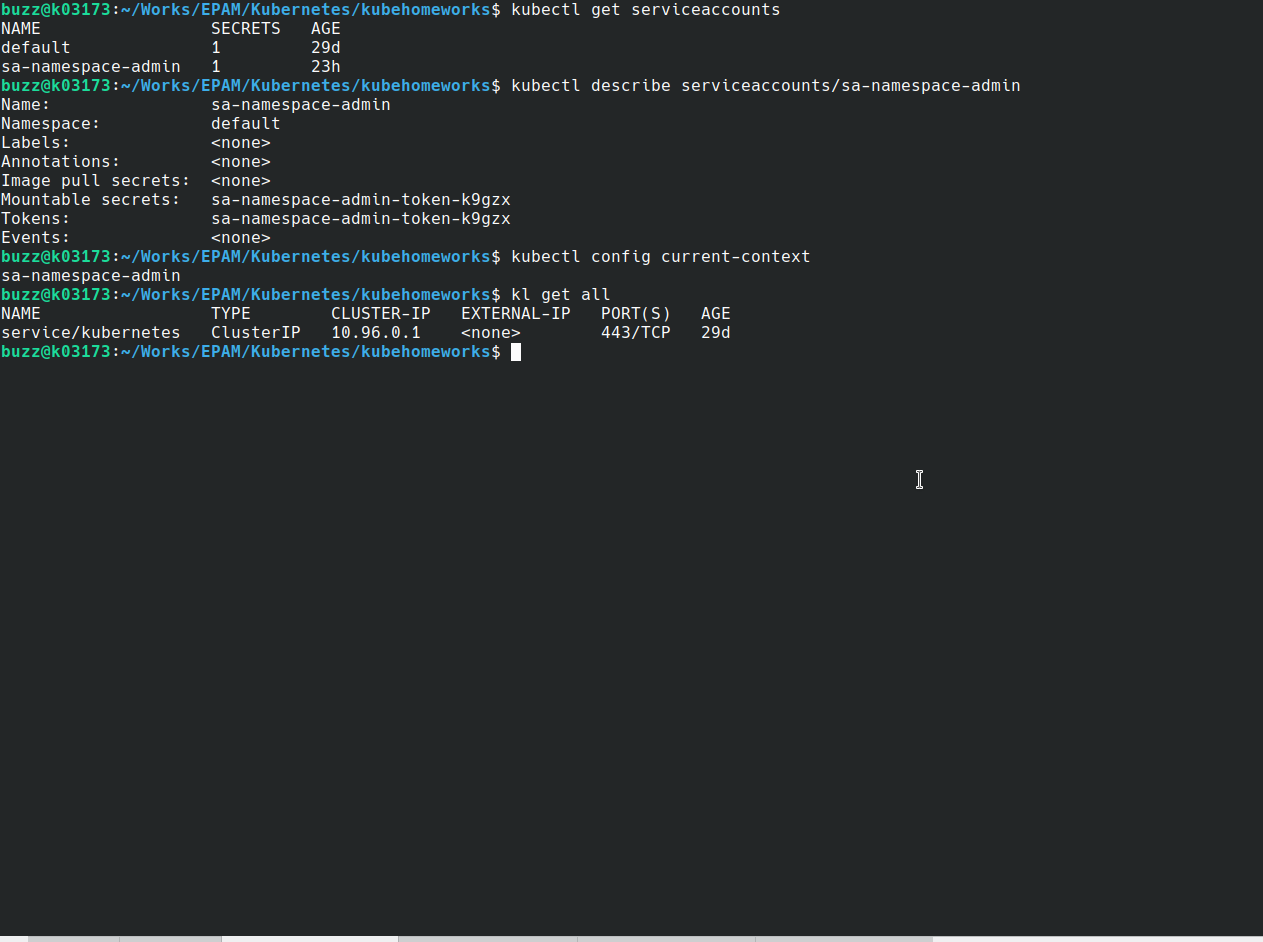 buzz@k03173:~/Works/EPAM/Kubernetes/kubehomeworks$ kubectl get serviceaccounts
NAME                 SECRETS   AGE
default              1         29d
sa-namespace-admin   1         23h
buzz@k03173:~/Works/EPAM/Kubernetes/kubehomeworks$ kubectl describe serviceaccounts/sa-namespace-admin
Name:                sa-namespace-admin
Namespace:           default
Labels:              <none>
Annotations:         <none>
Image pull secrets:  <none>
Mountable secrets:   sa-namespace-admin-token-k9gzx
Tokens:              sa-namespace-admin-token-k9gzx
Events:              <none>
buzz@k03173:~/Works/EPAM/Kubernetes/kubehomeworks$ kubectl config current-context
sa-namespace-admin
buzz@k03173:~/Works/EPAM/Kubernetes/kubehomeworks$ kl get all
NAME                 TYPE        CLUSTER-IP   EXTERNAL-IP   PORT(S)   AGE
service/kubernetes   ClusterIP   10.96.0.1    <none>        443/TCP   29d
buzz@k03173:~/Works/EPAM/Kubernetes/kubehomeworks$